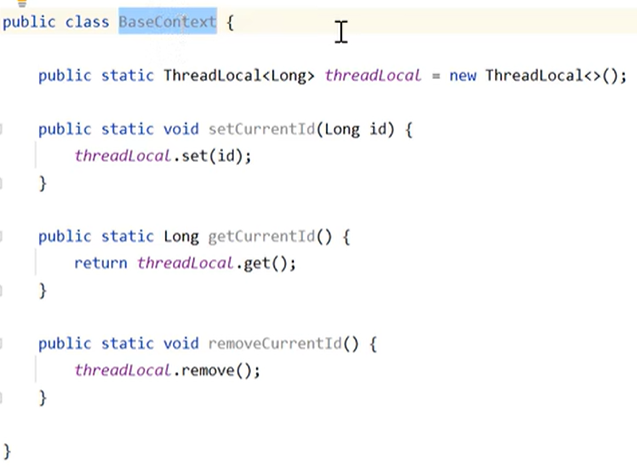 public class BaseContext {
public static ThreadLocal<Long> threadLocal = new ThreadLocal<>();
public static void setCurrentId(Long id) {
threadLocal.set(id);
}
public static Long getCurrentId() {
return threadLocal.get();
}
public static void removeCurrentId() {
threadLocal.remove();
}
}